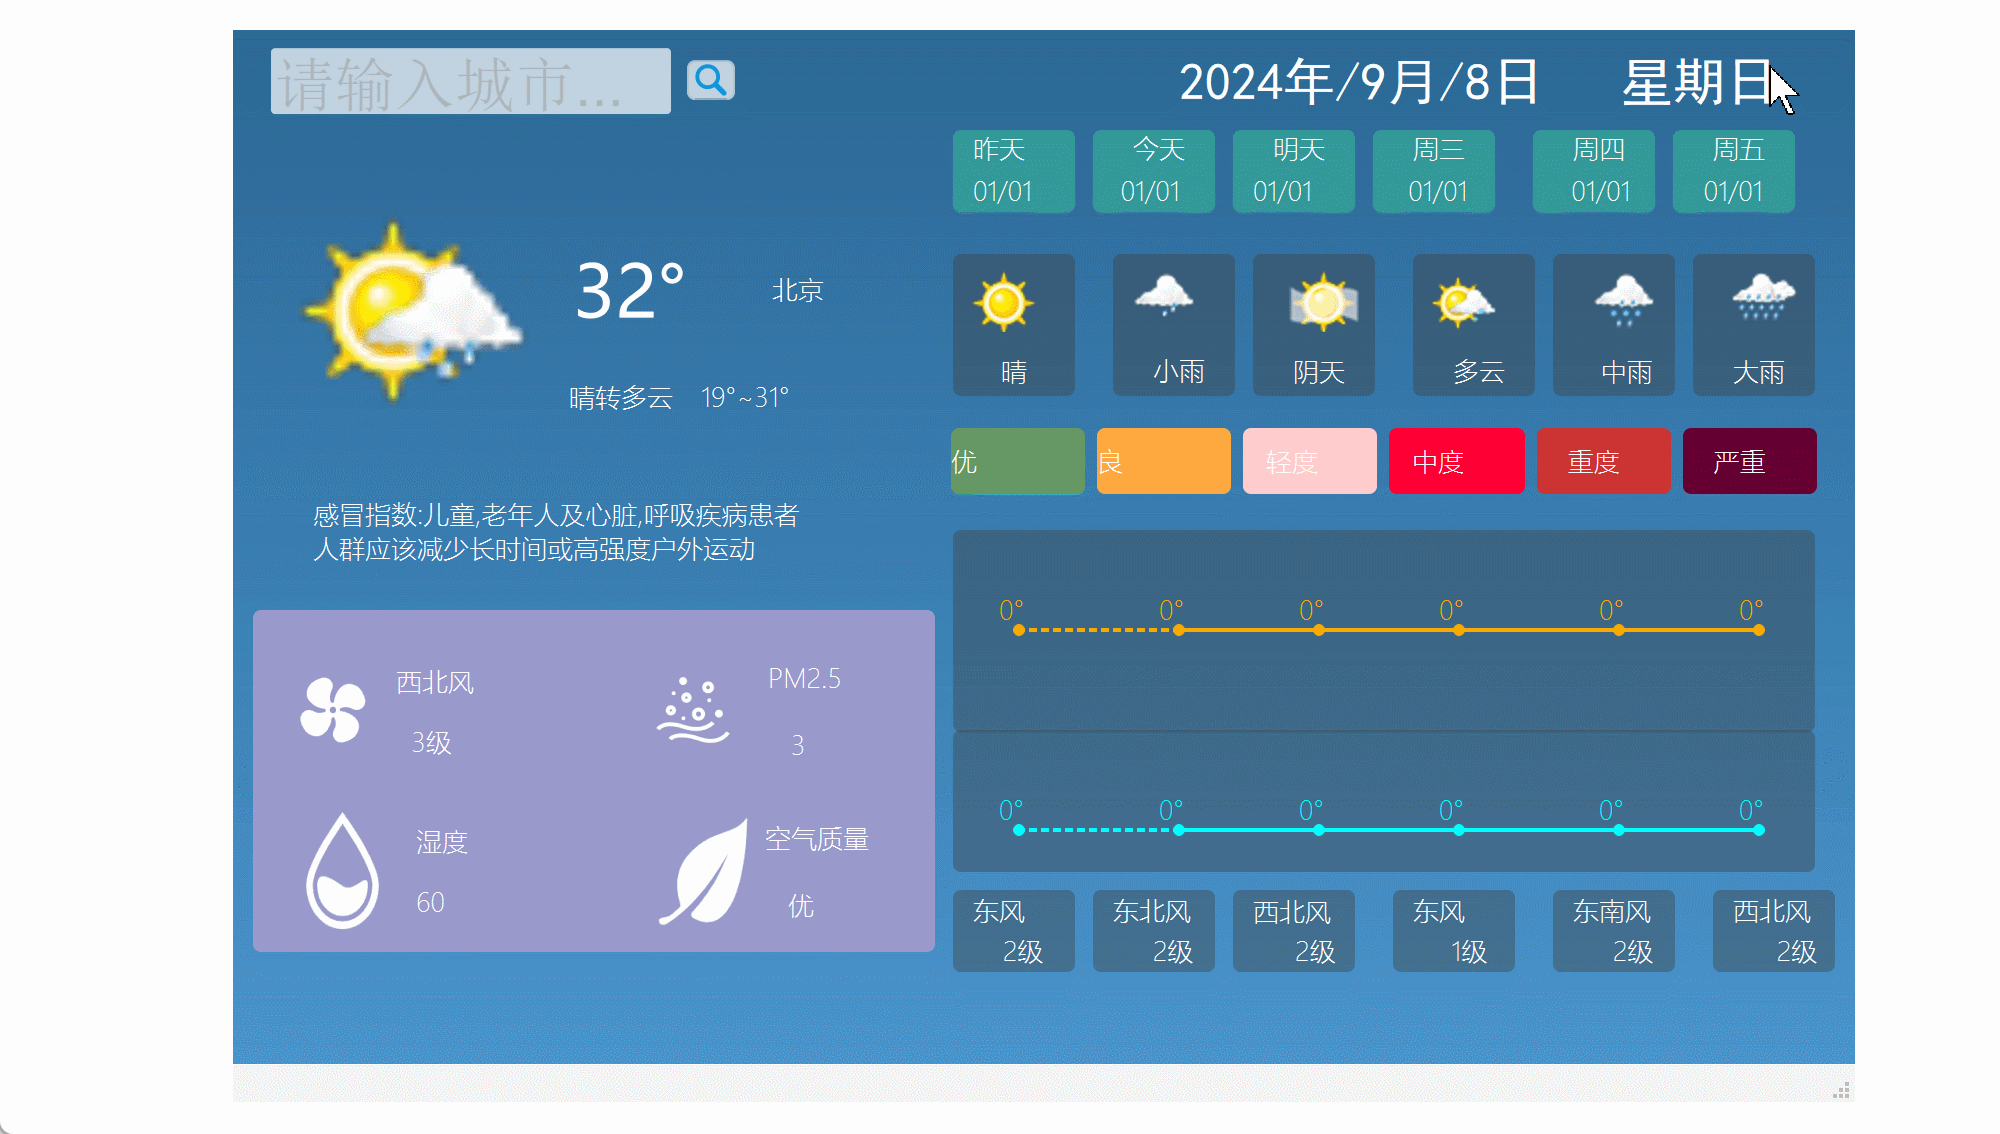 请输入城市...
2024年/9月/8日 星期日
昨天 今天 明天 周三 周四 周五
01/01 01/01 01/01 01/01 01/01 01/01
32° 北京
晴转多云 19°~31°
晴 小雨 阴天 多云 中雨 大雨
优 良 轻度 中度 重度 严重
感冒指数:儿童,老年人及心脏,呼吸疾病患者
人群应该减少长时间或高强度户外运动
西北风 PM2.5
3级 3
湿度 空气质量
60 优
0° 0° 0° 0° 0° 0°
0° 0° 0° 0° 0° 0°
东风 东北风 西北风 东风 东南风 西北风
2级 2级 2级 1级 2级 2级